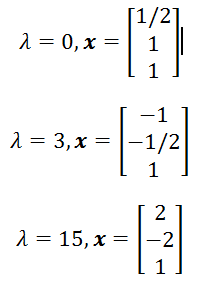 λ = 0, x = [1/2 1 1]
λ = 3, x = [−1 −1/2 1]
λ = 15, x = [2 −2 1]